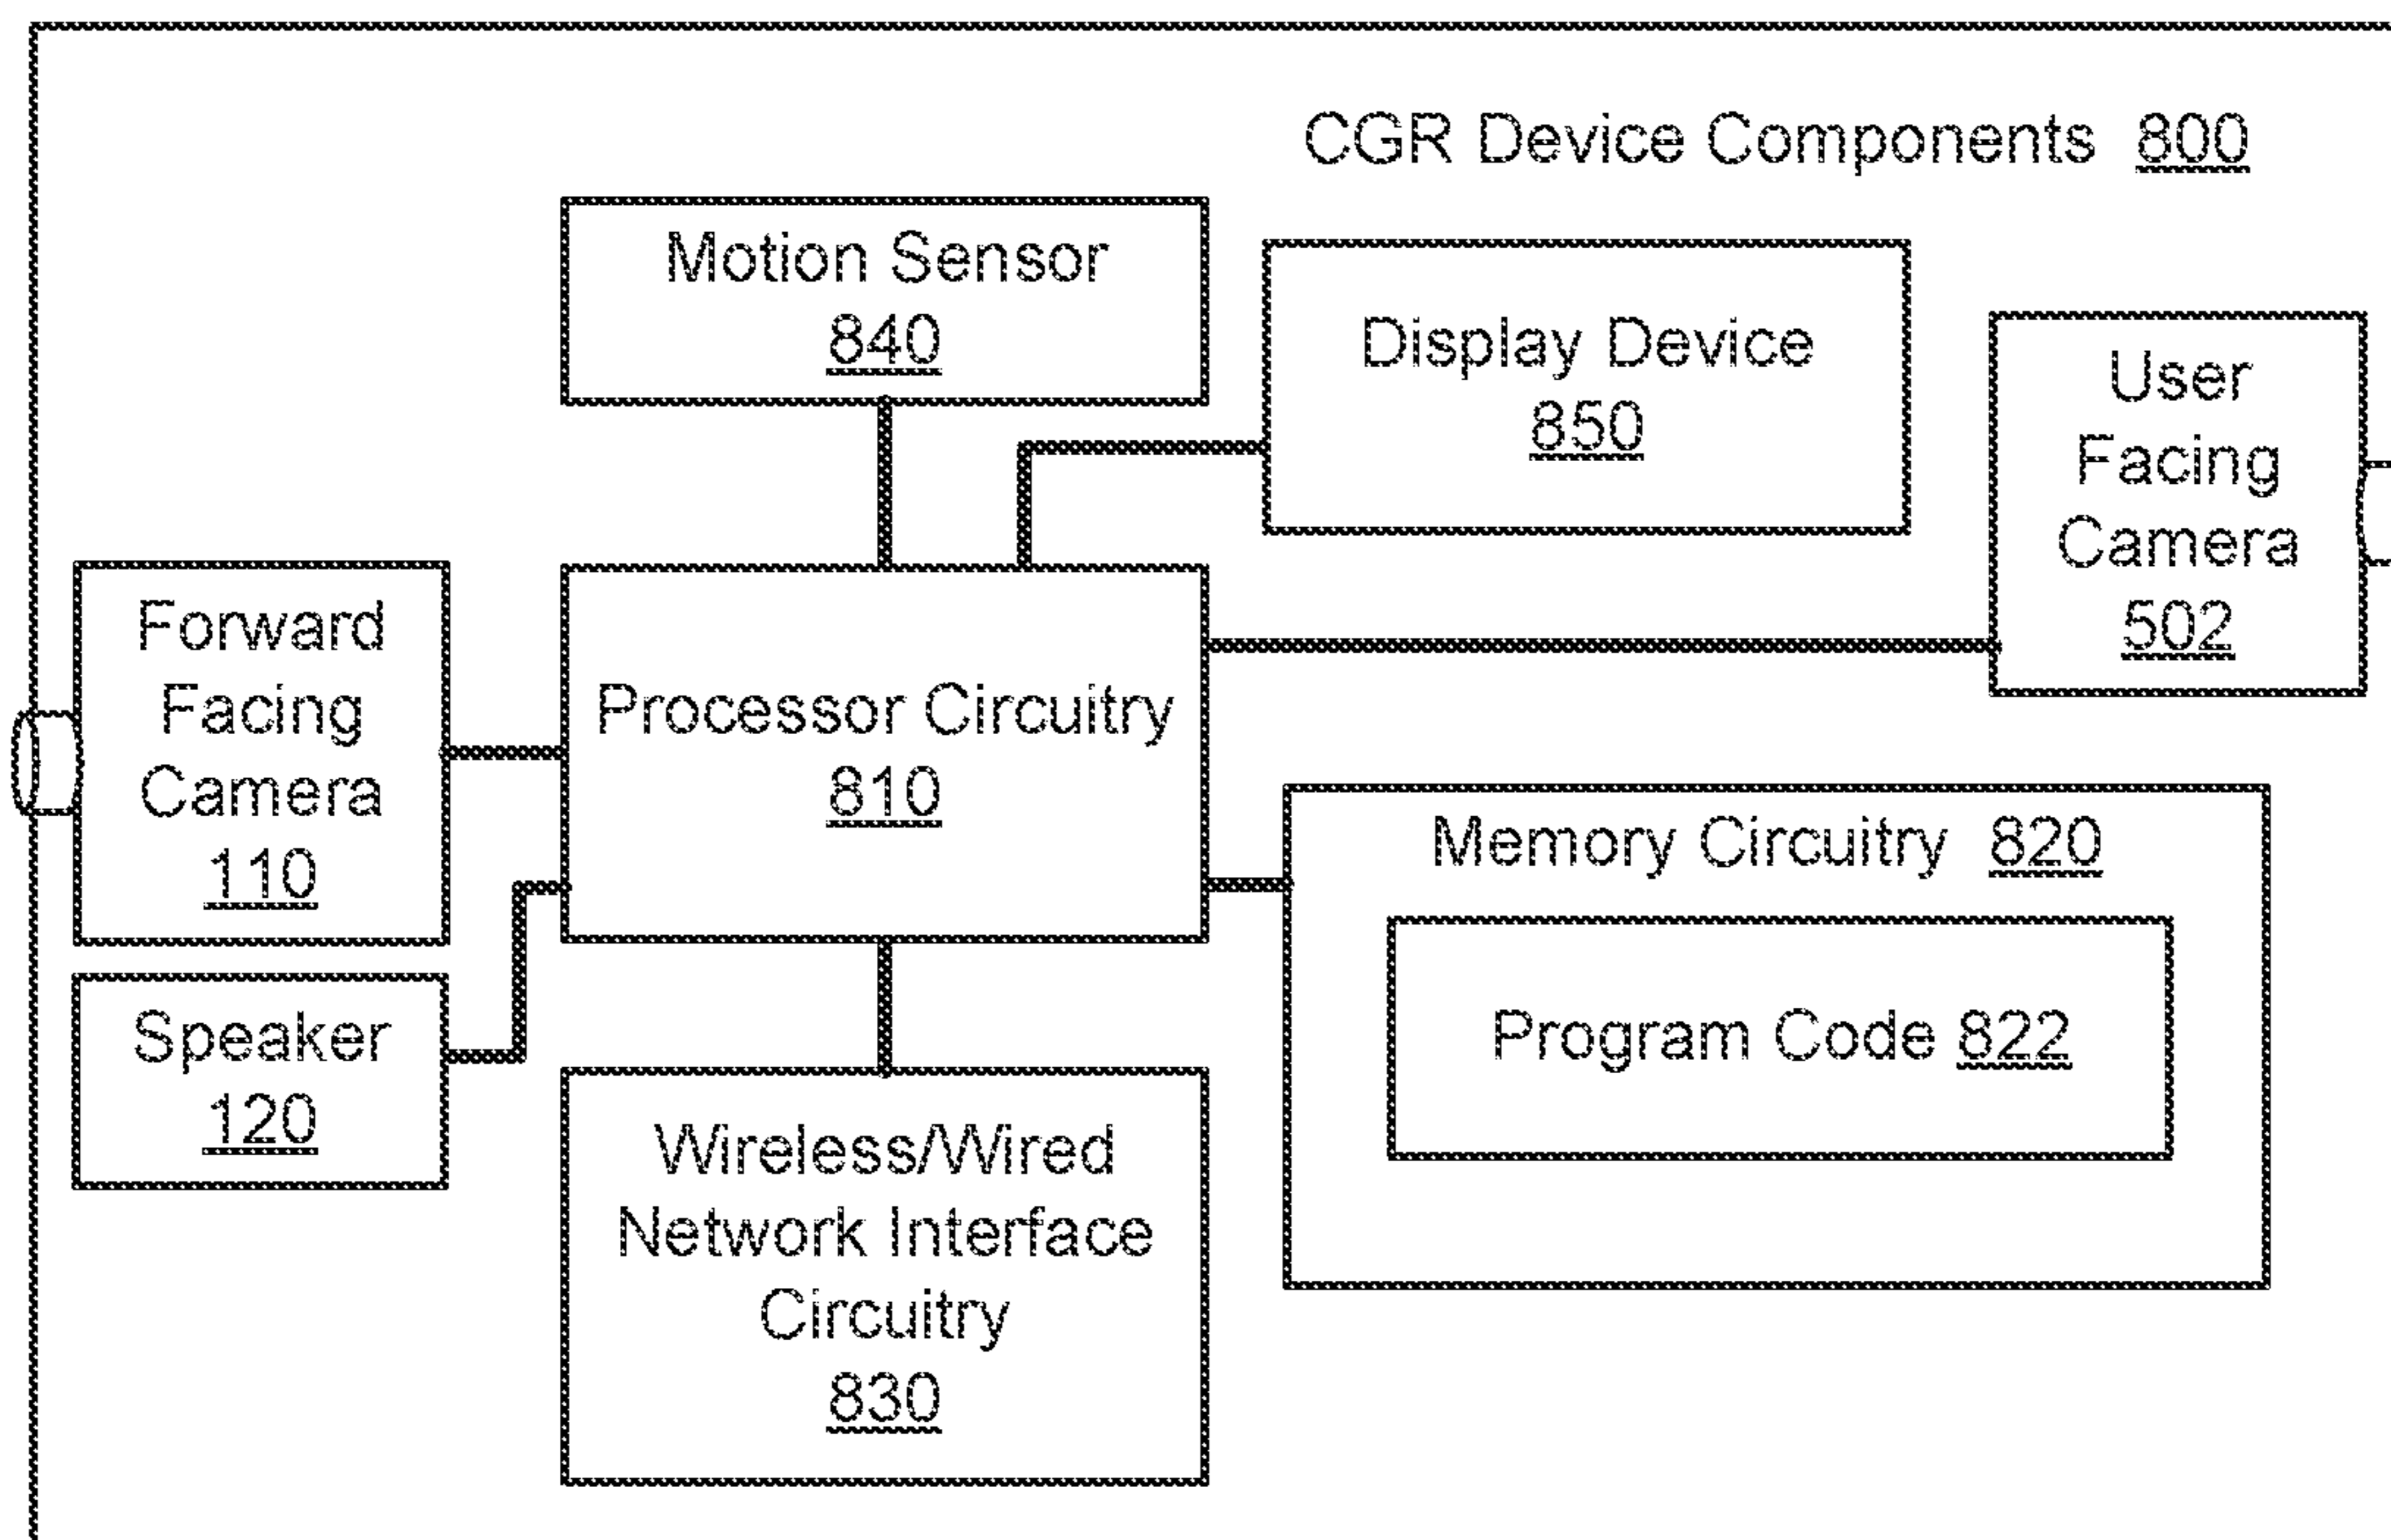 CGR Device Components 800
Motion Sensor
840
Display Device
850
User
Facing
Camera
502
Forward
Facing
Camera
110
Processor Circuitry
810
Memory Circuitry 820
Program Code 822
Speaker
120
Wireless/Wired
Network Interface
Circuitry
830